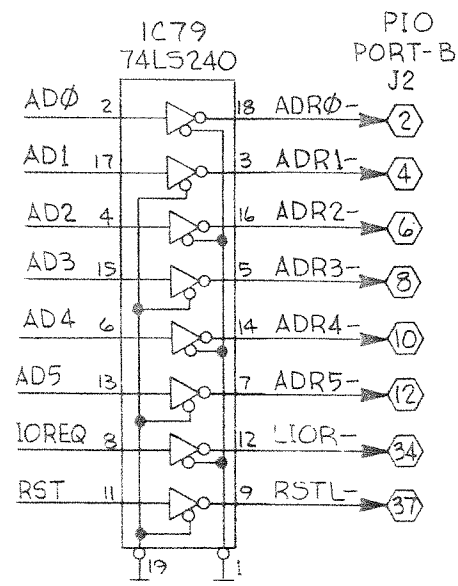 IC79
74LS240
PIO
PORT-B
J2
ADØ 2 18 ADRØ- 2
AD1 17 3 ADR1- 4
AD2 4 16 ADR2- 6
AD3 15 5 ADR3- 8
AD4 6 14 ADR4- 10
AD5 13 7 ADR5- 12
IOREQ 8 12 LIOR- 34
RST 11 9 RSTL- 37
19 1